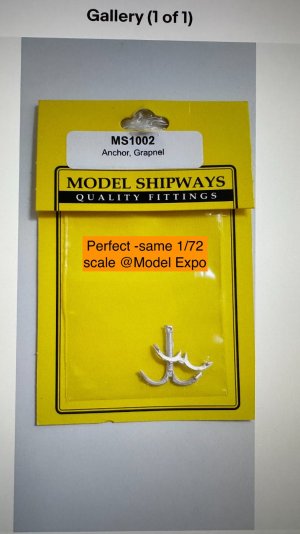 Gallery (1 of 1)
MS1002
Anchor, Grapnel
MODEL SHIPWAYS
QUALITY FITTINGS
Perfect -same 1/72
scale @Model Expo